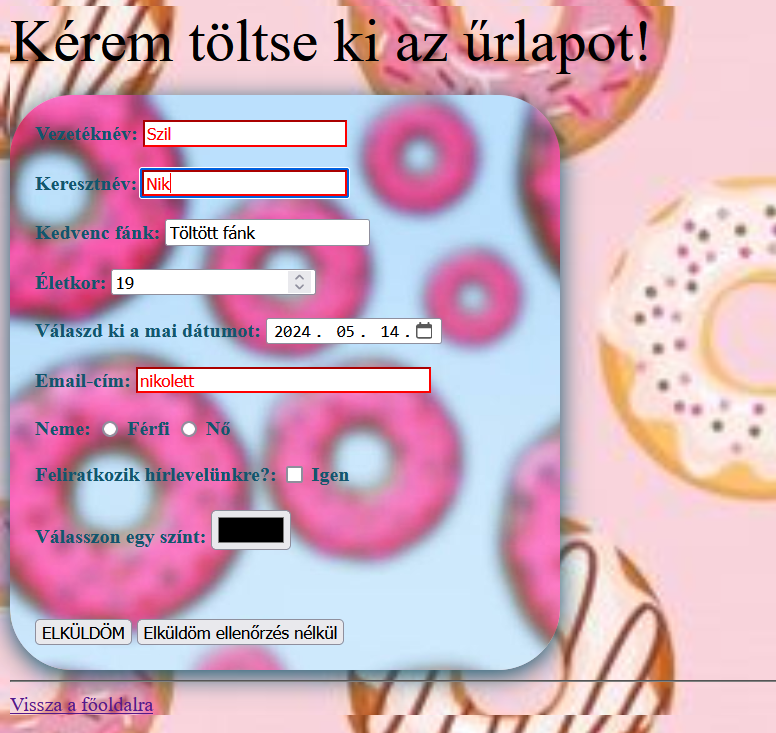 Kérem töltse ki az űrlapot!
Vezetéknév: Szil
Keresztnév: Nik
Kedvenc fánk: Töltött fánk
Életkor: 19
Válaszd ki a mai dátumot: 2024. 05. 14.
Email-cím: nikolett
Neme: Férfi Nő
Feliratkozik hírlevelünkre?: Igen
Válasszon egy színt:
ELKÜLDÖM Elküldöm ellenőrzés nélkül
Vissza a főoldalra